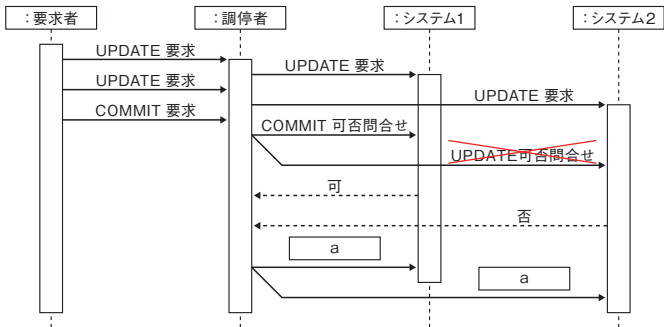 ：要求者
：調停者
：システム1
：システム2
UPDATE 要求
UPDATE 要求
UPDATE 要求
UPDATE 要求
COMMIT 要求
COMMIT 可否問合せ
UPDATE可否問合せ
可
否
a
a